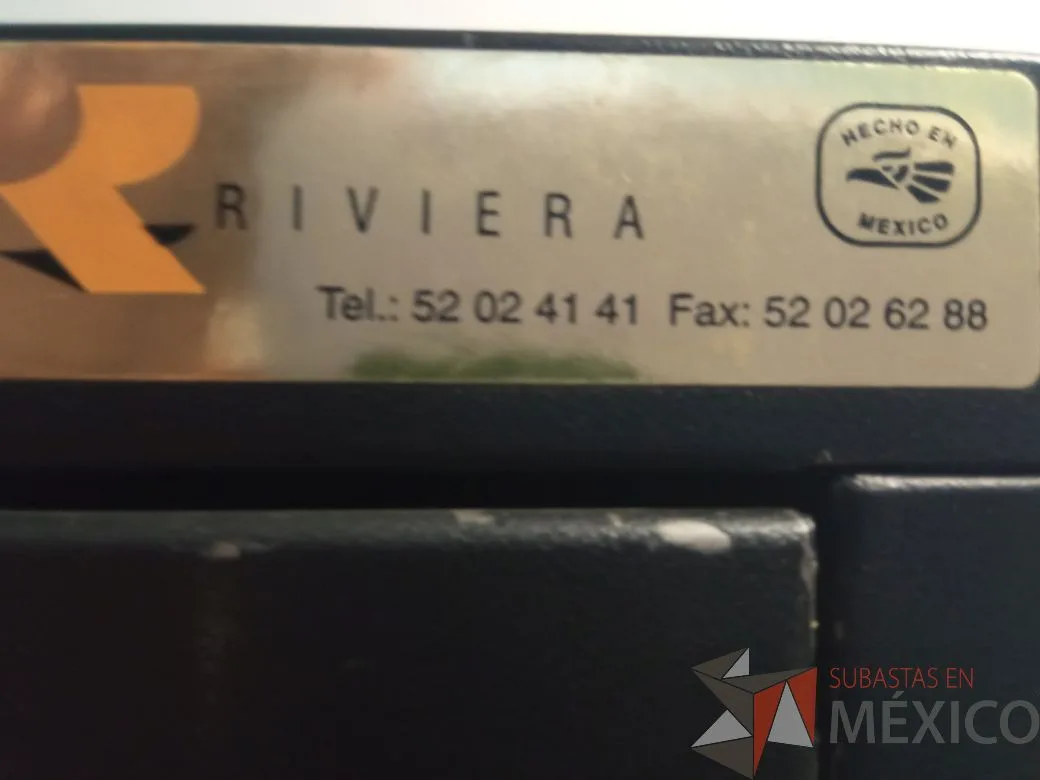 RIVIERA
HECHO EN
MEXICO
Tel.: 52 02 41 41 Fax: 52 02 62 88
SUBASTAS EN
MÉXICO